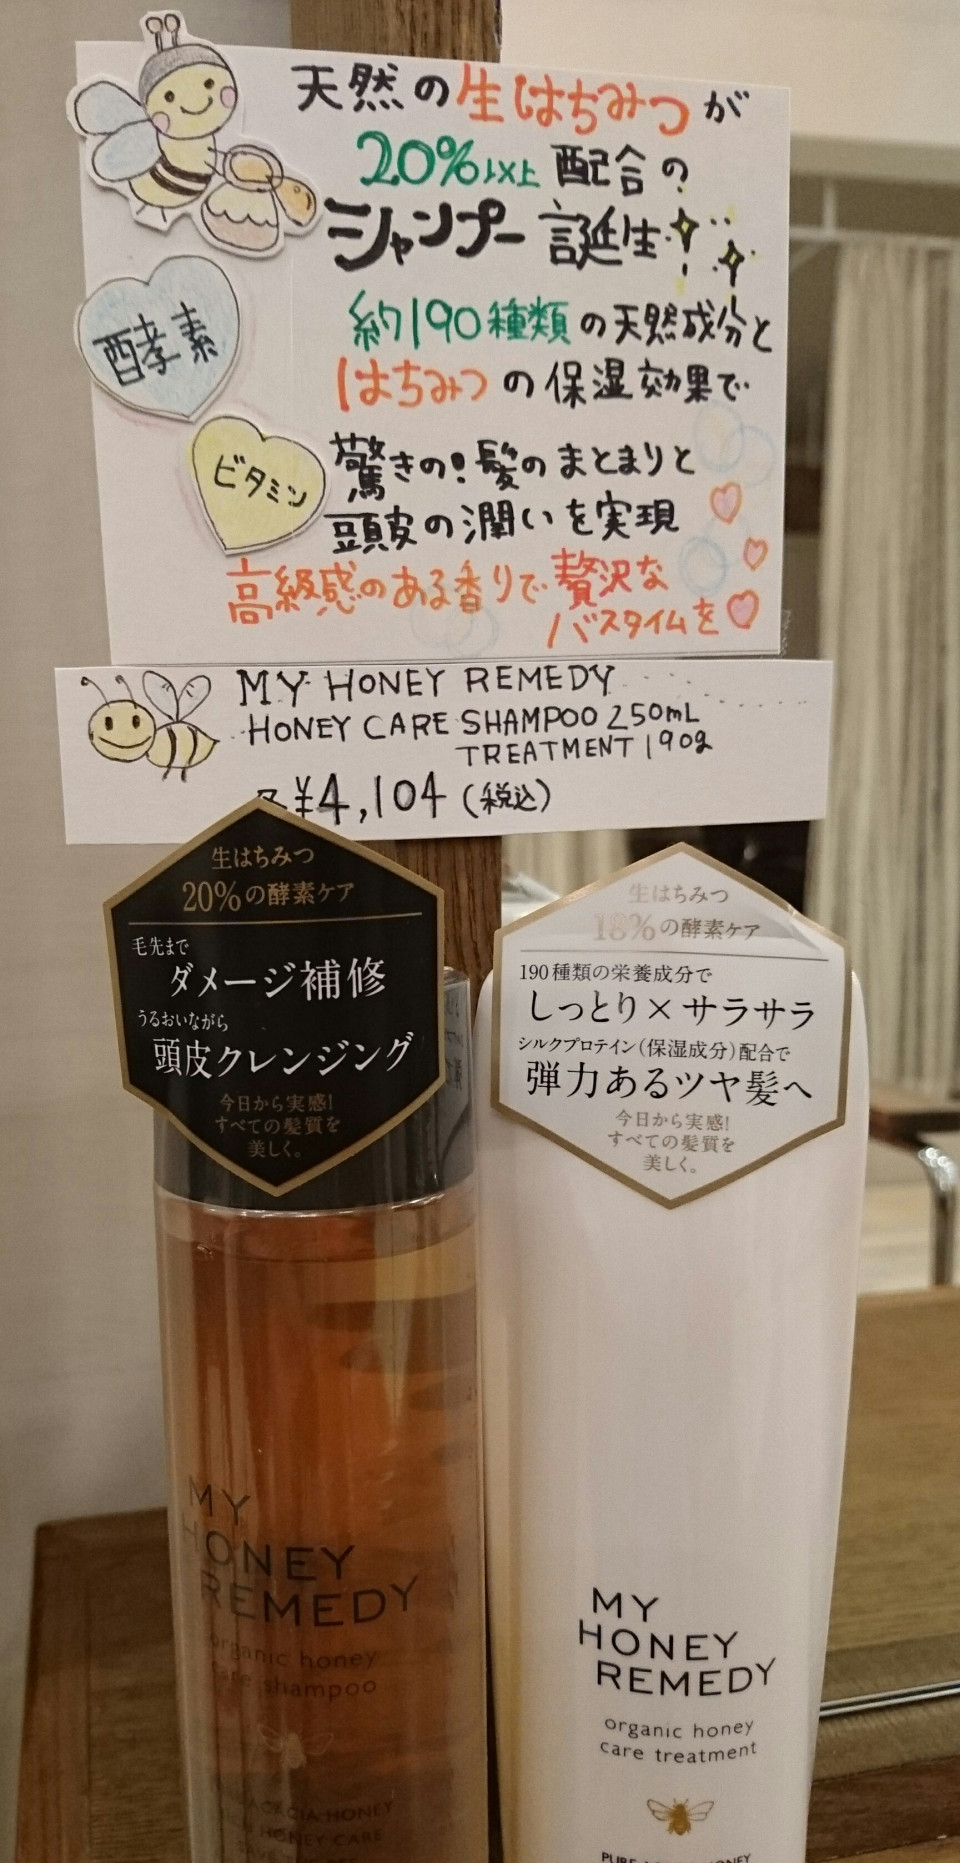 天然の生はちみつが
20%以上配合の
シャンプー誕生!
約190種類の天然成分と
はちみつの保湿効果で
驚きの!髪のまとまりと
頭皮の潤いを実現
高級感のある香りで贅沢な
バスタイムを
酵素
ビタミン
MY HONEY REMEDY
HONEY CARE SHAMPOO 250mL
TREATMENT 190g
各¥4,104(税込)
生はちみつ
20%の酵素ケア
毛先まで
ダメージ補修
うるおいながら
頭皮クレンジング
今日から実感!
すべての髪質を
美しく。
生はちみつ
18%の酵素ケア
190種類の栄養成分で
しっとり×サラサラ
シルクプロテイン(保湿成分)配合で
弾力あるツヤ髪へ
今日から実感!
すべての髪質を
美しく。
MY
HONEY
REMEDY
organic honey
care shampoo
ACACIA HONEY
HONEY CARE
MY
HONEY
REMEDY
organic honey
care treatment
PURE
HONEY